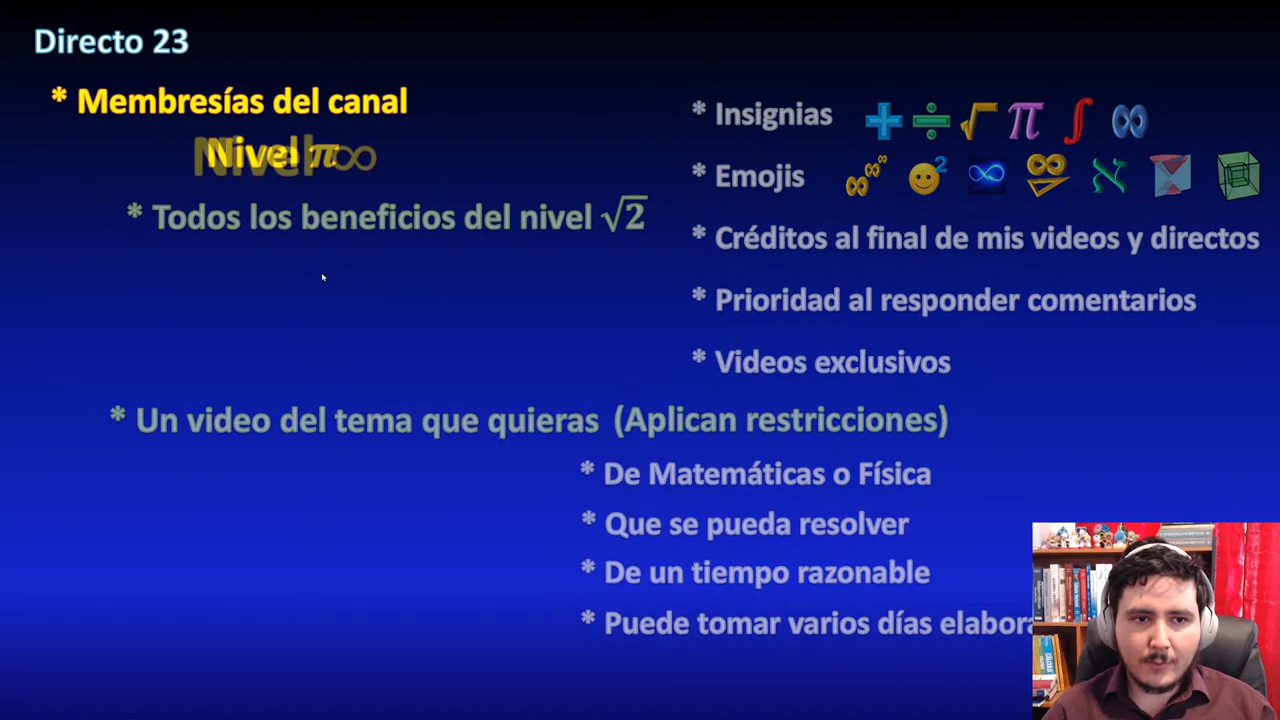 Directo 23
* Membresías del canal
Nivel π
Nivel ∞
* Todos los beneficios del nivel √2
* Insignias
* Emojis
* Créditos al final de mis videos y directos
* Prioridad al responder comentarios
* Videos exclusivos
* Un video del tema que quieras (Aplican restricciones)
* De Matemáticas o Física
* Que se pueda resolver
* De un tiempo razonable
* Puede tomar varios días elabora